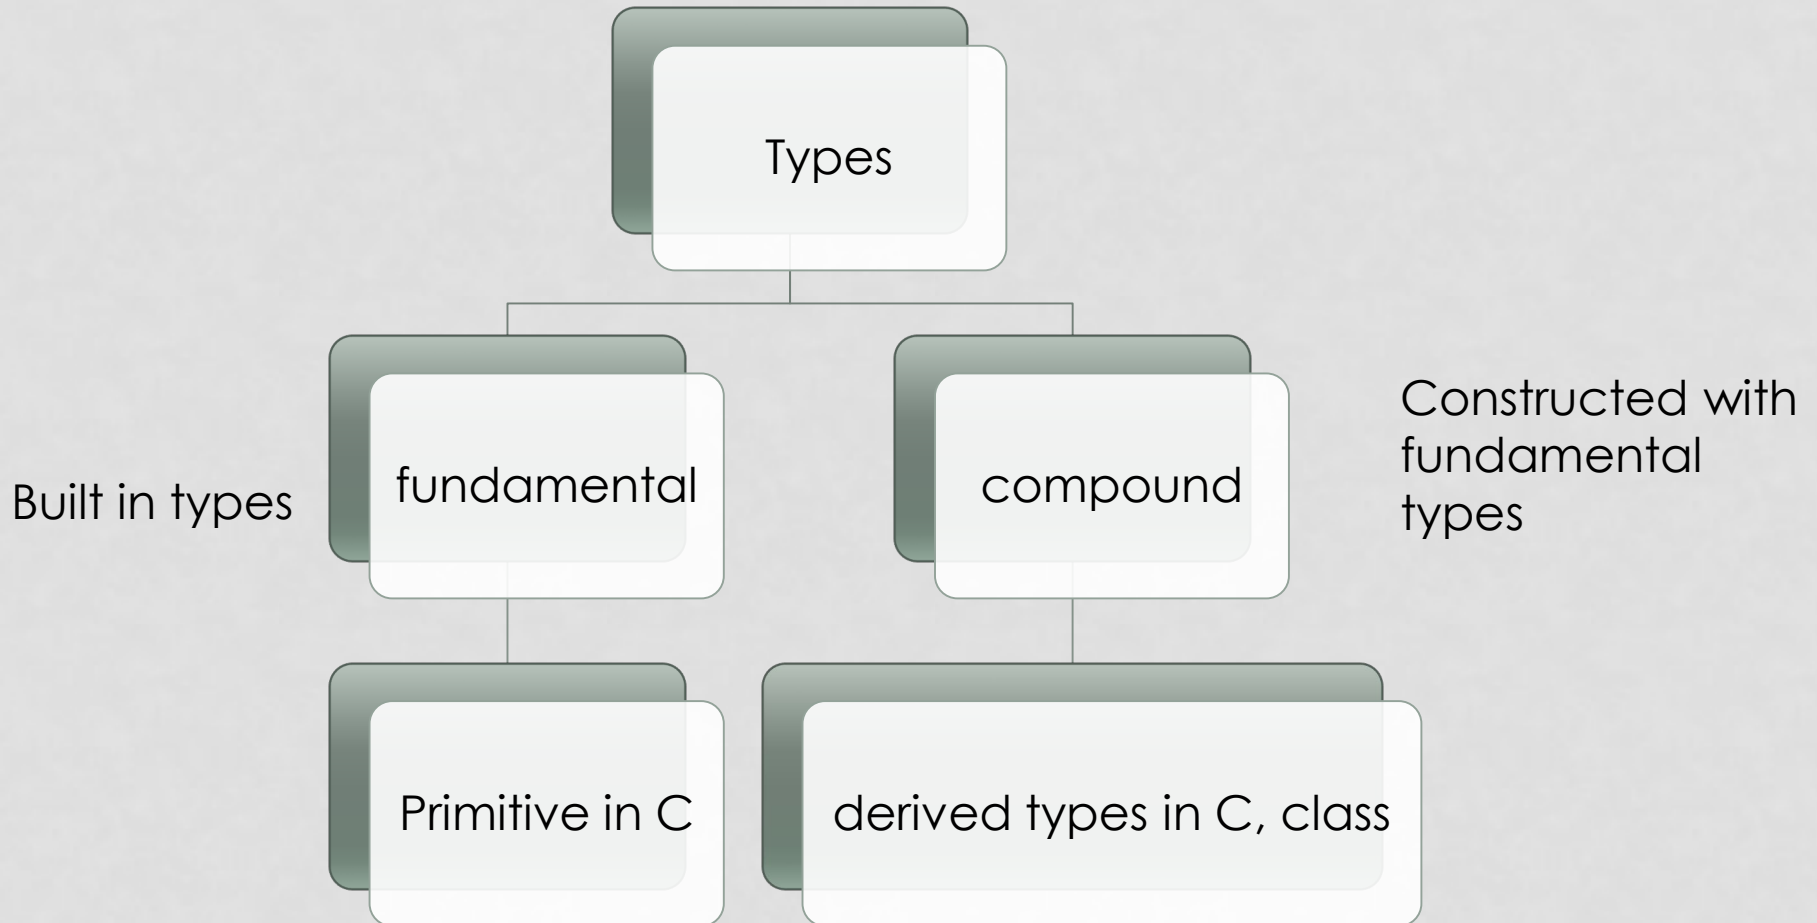 Types
Built in types
fundamental
compound
Constructed with
fundamental
types
Primitive in C
derived types in C, class